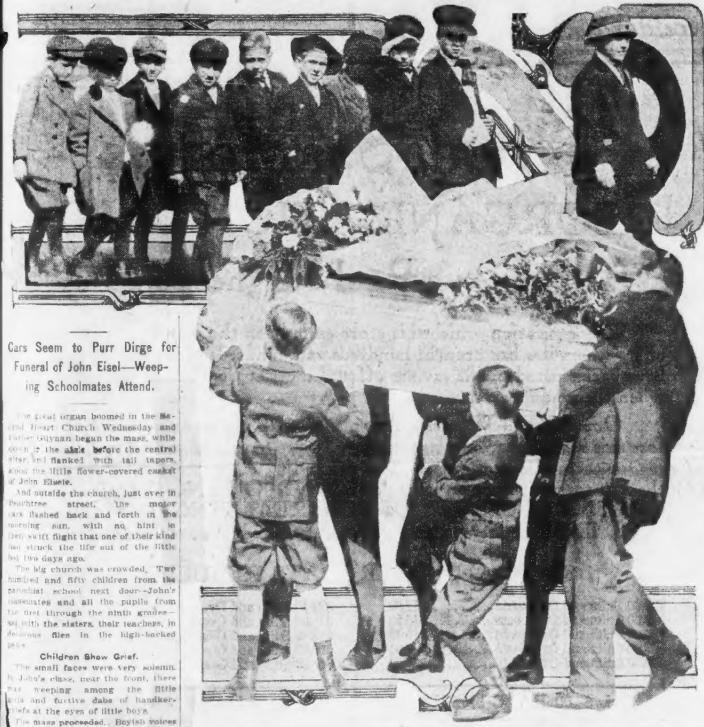 Cars Seem to Purr Dirge for
Funeral of John Eisel—Weep-
ing Schoolmates Attend.
The great organ boomed in the Sa-
cred Heart Church Wednesday and
Father Guynan began the mass, while
down the aisle before the central
altar and flanked with tall tapers,
stood the little flower-covered casket
of John Eisele.
And outside the church, just over in
Peachtree street, the motor
cars flashed back and forth in the
morning sun, with no hint in
their swift flight that one of their kind
had struck the life out of the little
boy two days ago.
The big church was crowded. Two
hundred and fifty children from the
parochial school next door—John's
classmates and all the pupils from
the first through the ninth grades—
sat with the sisters, their teachers, in
files in the high-backed
pews.
Children Show Grief.
The small faces were very solemn.
In John's class, near the front, there
was weeping among the little
girls and furtive dabs of handker-
chiefs at the eyes of little boys.
The mass proceeded. Boyish voices